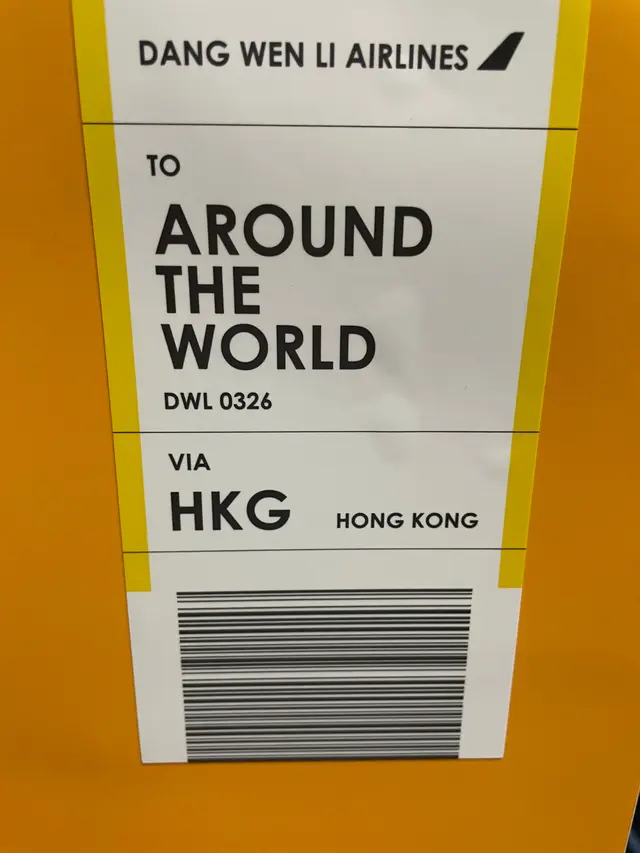 DANG WEN LI AIRLINES
TO
AROUND
THE
WORLD
DWL 0326
VIA
HKG HONG KONG